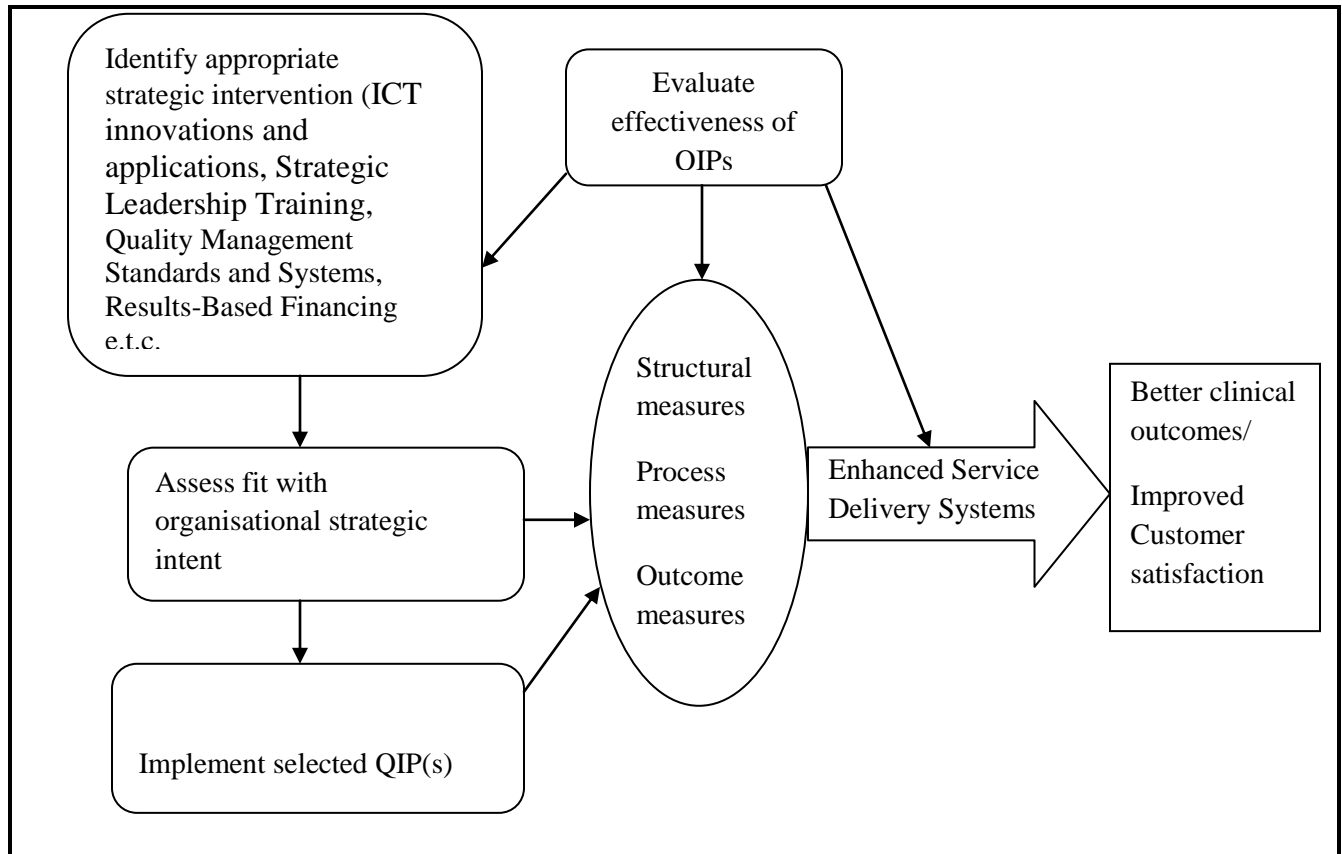 Identify appropriate
strategic intervention (ICT
innovations and
applications, Strategic
Leadership Training,
Quality Management
Standards and Systems,
Results-Based Financing
e.t.c.
Evaluate
effectiveness of
QIPs
Assess fit with
organisational strategic
intent
Implement selected QIP(s)
Structural
measures
Process
measures
Outcome
measures
Enhanced Service
Delivery Systems
Better clinical
outcomes/
Improved
Customer
satisfaction